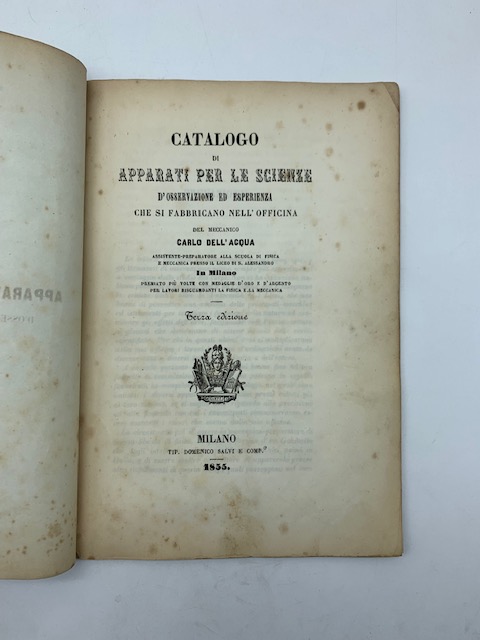 CATALOGO
DI
APPARATI PER LE SCIENZE
D'OSSERVAZIONE ED ESPERIENZA
CHE SI FABBRICANO NELL'OFFICINA
DEL MECCANICO
CARLO DELL'ACQUA
ASSISTENTE-PREPARATORE ALLA SCUOLA DI FISICA
E MECCANICA PRESSO IL LICEO DI S. ALESSANDRO
In Milano
PREMIATO PIÙ VOLTE CON MEDAGLIE D'ORO E D'ARGENTO
PER LAVORI RISGUARDANTI LA FISICA E LA MECCANICA
Terza edizione
MILANO
TIP. DOMENICO SALVI E COMP.°
1855.